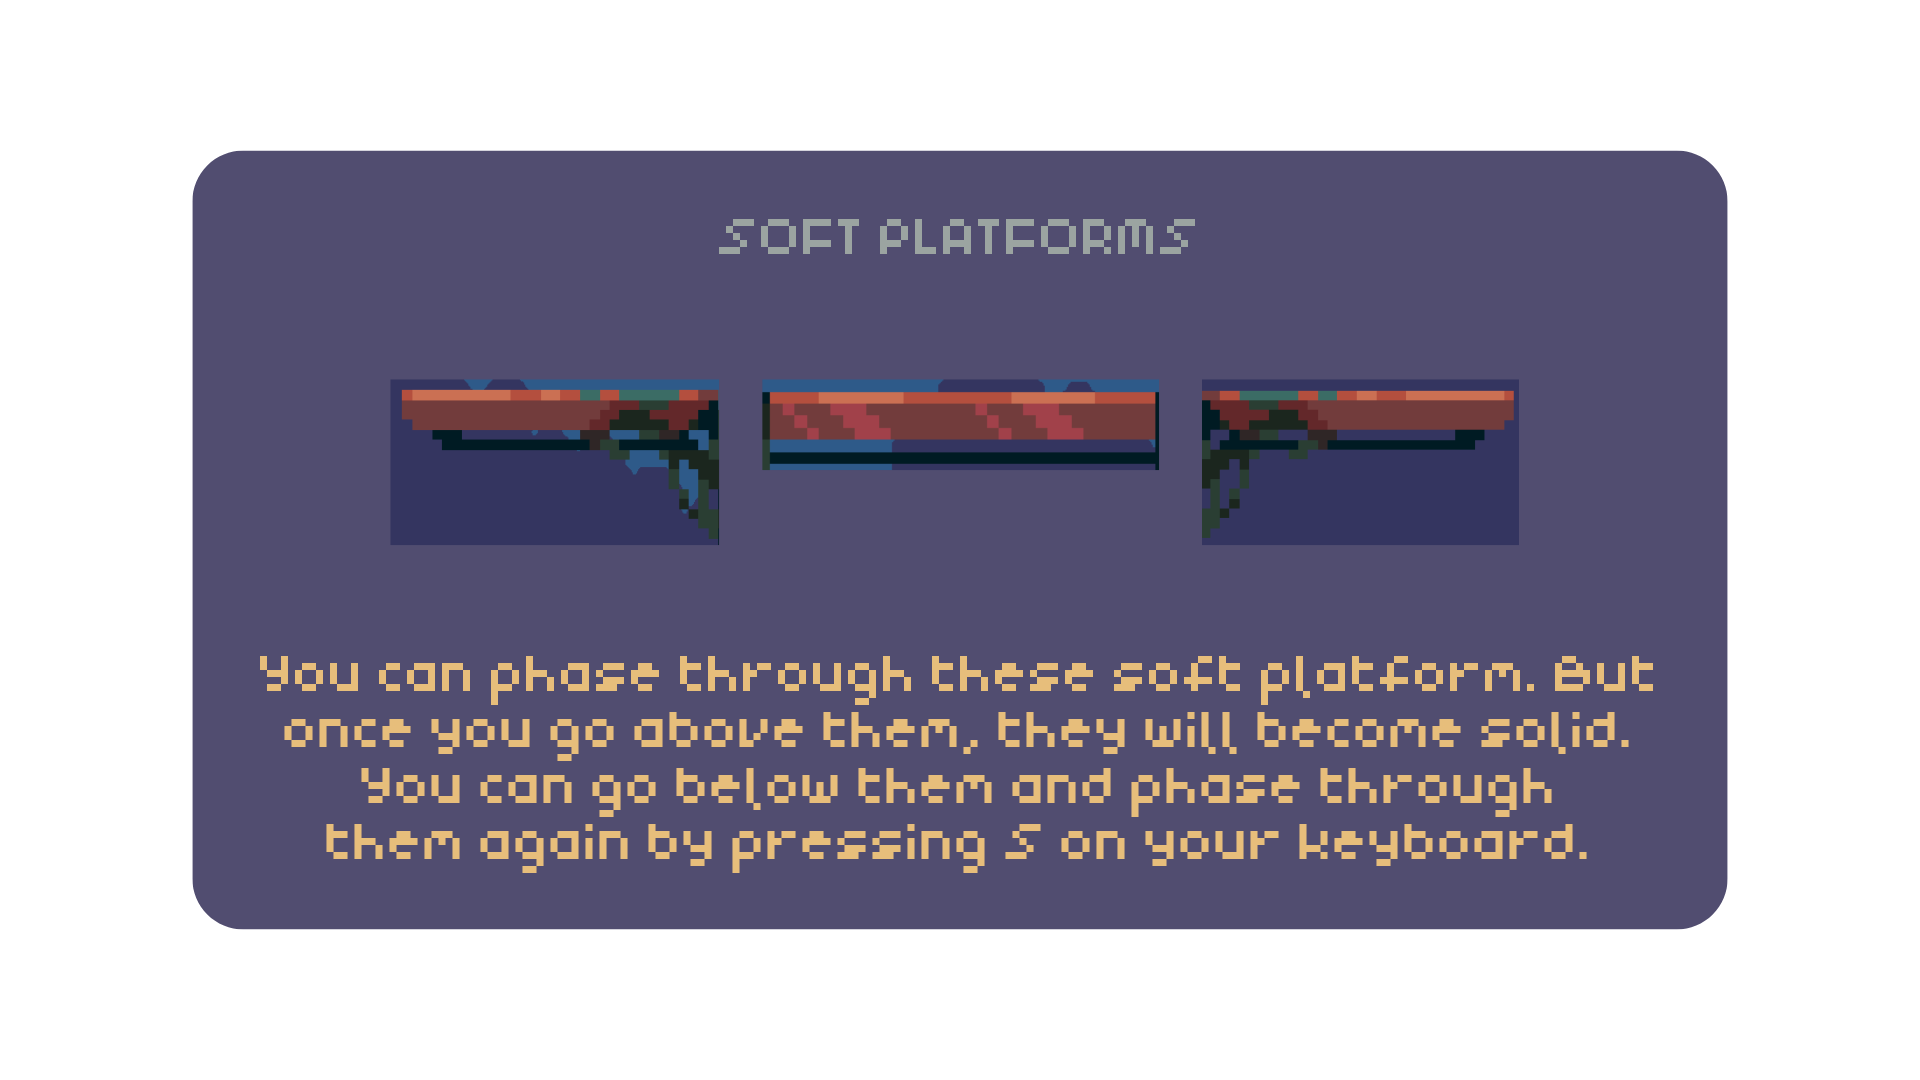 SOFT PLATFORMS
You can phase through these soft platform. But
once you go above them, they will become solid.
You can go below them and phase through
them again by pressing S on your keyboard.